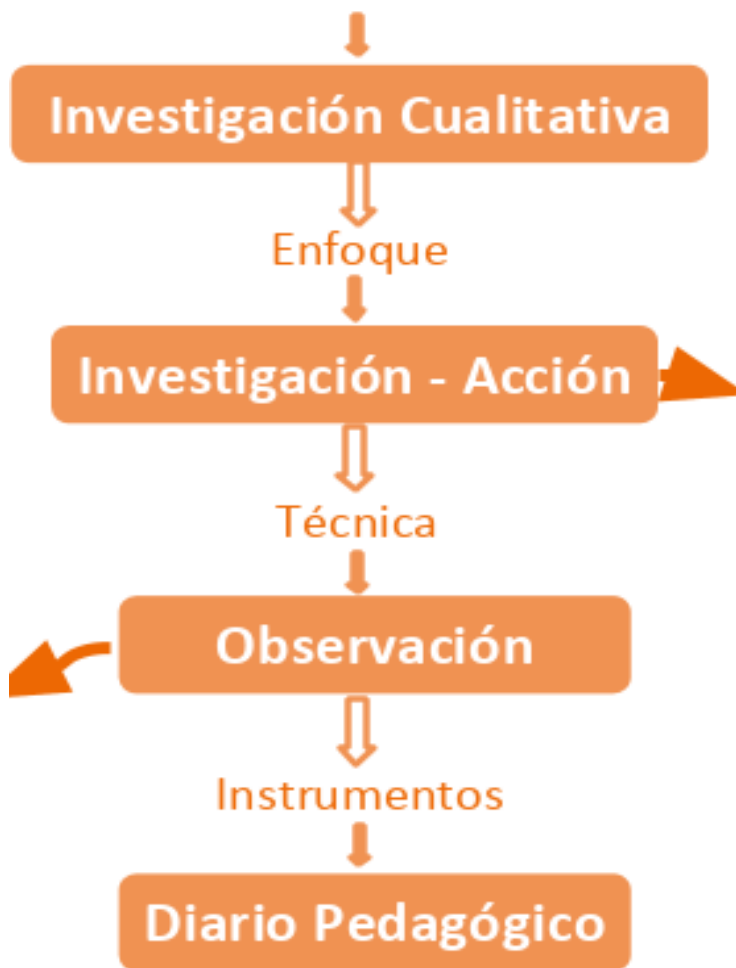 Investigación Cualitativa
Enfoque
Investigación - Acción
Técnica
Observación
Instrumentos
Diario Pedagógico